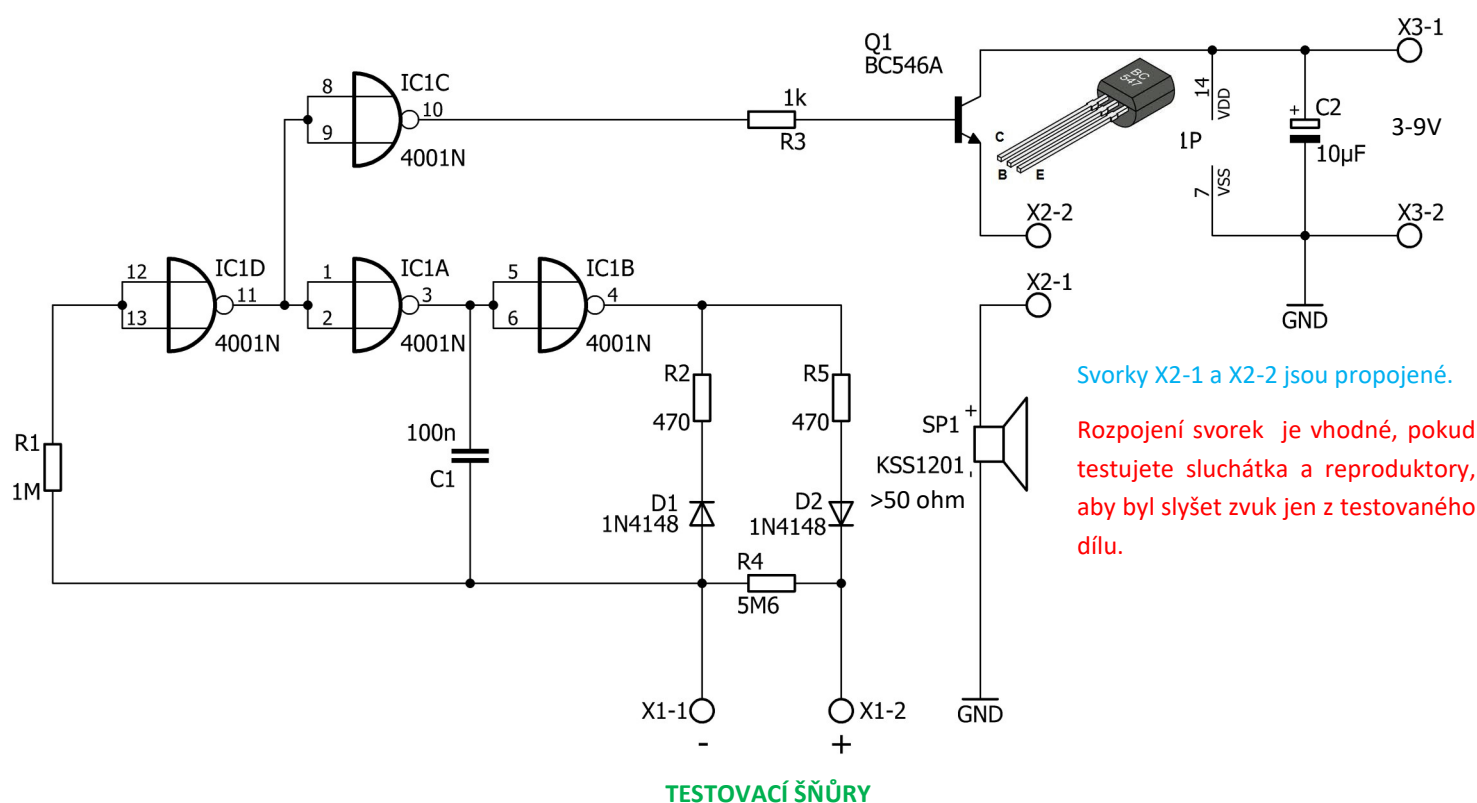 X3-1
Q1
BC546A
BC
547
14
VDD
+
C2
10µF
3-9V
8
9
IC1C
10
4001N
1k
R3
C
B
E
1P
7
VSS
X2-2
X3-2
GND
12
13
IC1D
11
4001N
1
2
IC1A
3
4001N
5
6
IC1B
4
4001N
X2-1
Svorky X2-1 a X2-2 jsou propojené.
Rozpojení svorek je vhodné, pokud
testujete sluchátka a reproduktory,
aby byl slyšet zvuk jen z testovaného
dílu.
R1
1M
100n
C1
R2
470
R5
470
D1
1N4148
D2
1N4148
R4
5M6
SP1
+
KSS1201
-
>50 ohm
GND
X1-1
X1-2
-
+
TESTOVACÍ ŠŇŮRY